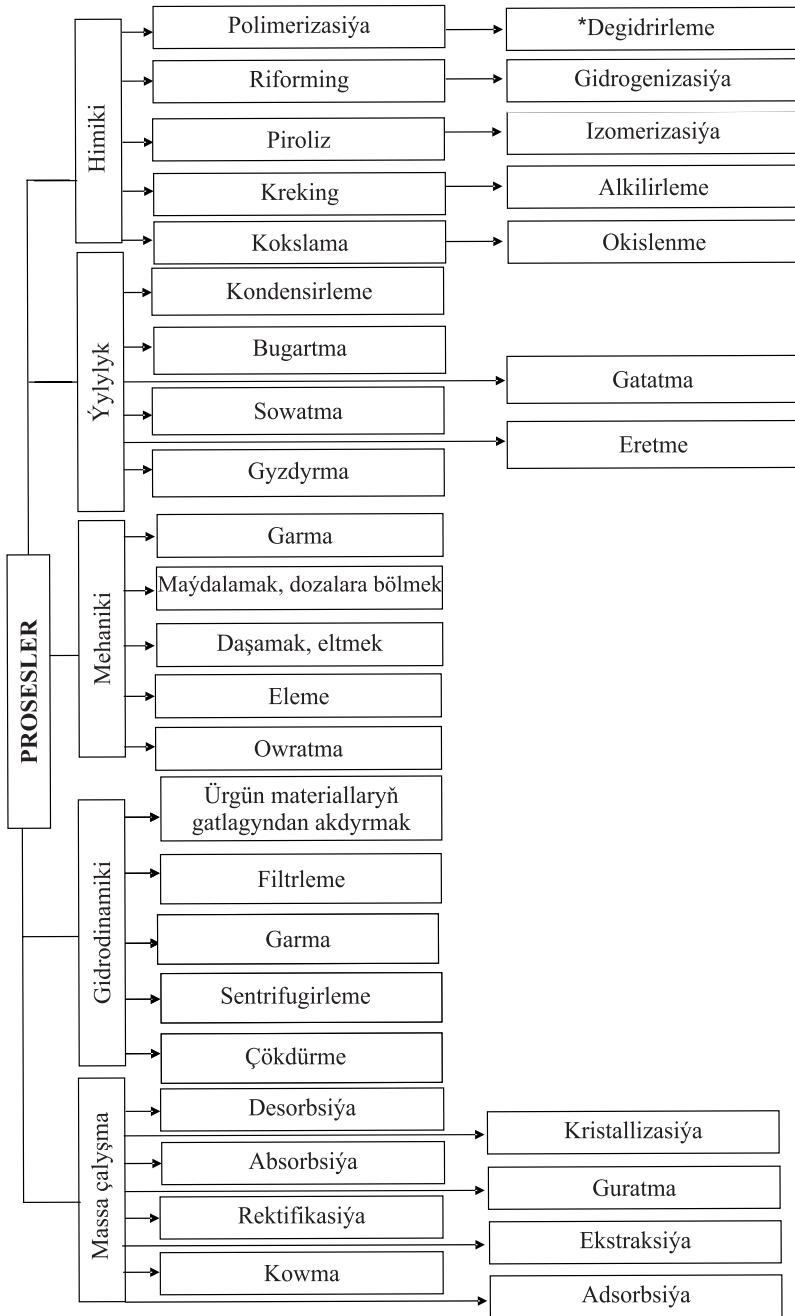 PROSESLER
Himiki
Polimerizasiýa
*Degidrirleme
Riforming
Gidrogenizasiýa
Piroliz
Izomerizasiýa
Kreking
Alkilirleme
Kokslama
Okislenme
Ýylylyk
Kondensirleme
Bugartma
Gatatma
Sowatma
Eretme
Gyzdyrma
Mehaniki
Garma
Maýdalamak, dozalara bölmek
Daşamak, eltmek
Eleme
Owratma
Gidrodinamiki
Ürgün materiallaryň
gatlagyndan akdyrmak
Filtrleme
Garma
Sentrifugirleme
Çökdürme
Massa çalyşma
Desorbsiýa
Kristallizasiýa
Absorbsiýa
Guratma
Rektifikasiýa
Ekstraksiýa
Kowma
Adsorbsiýa